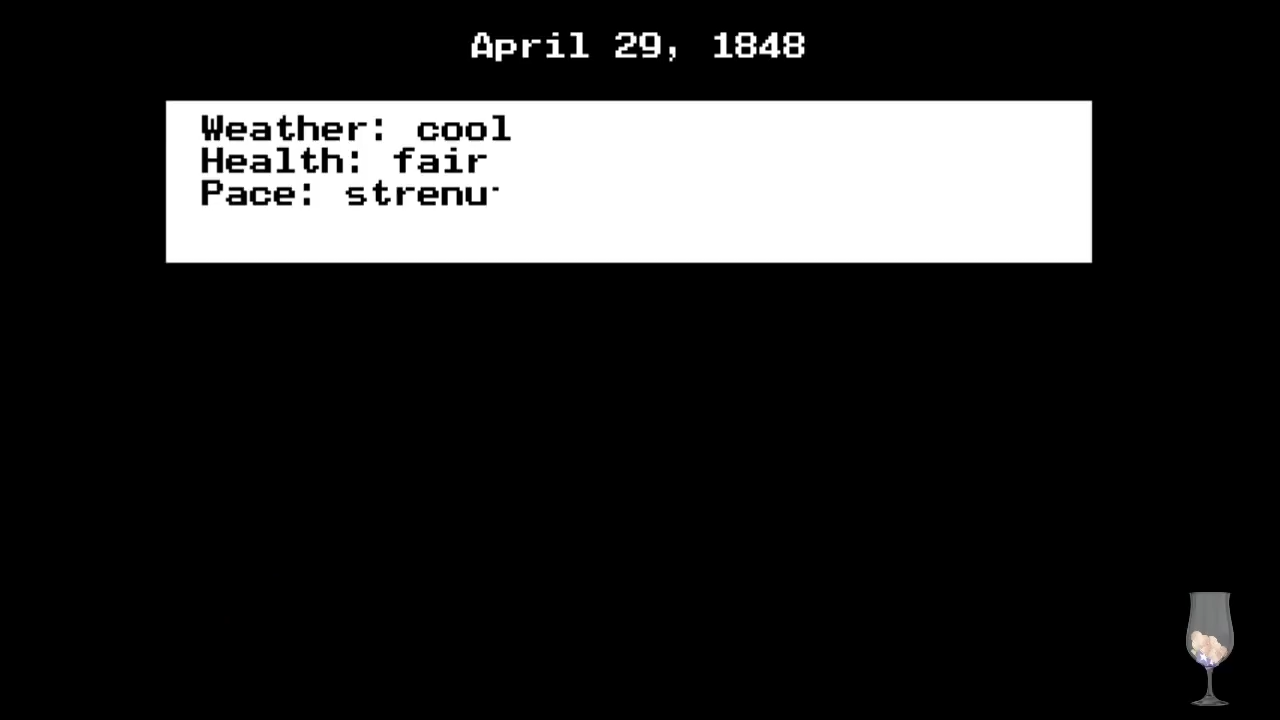 April 29, 1848
Weather: cool
Health: fair
Pace: strenu